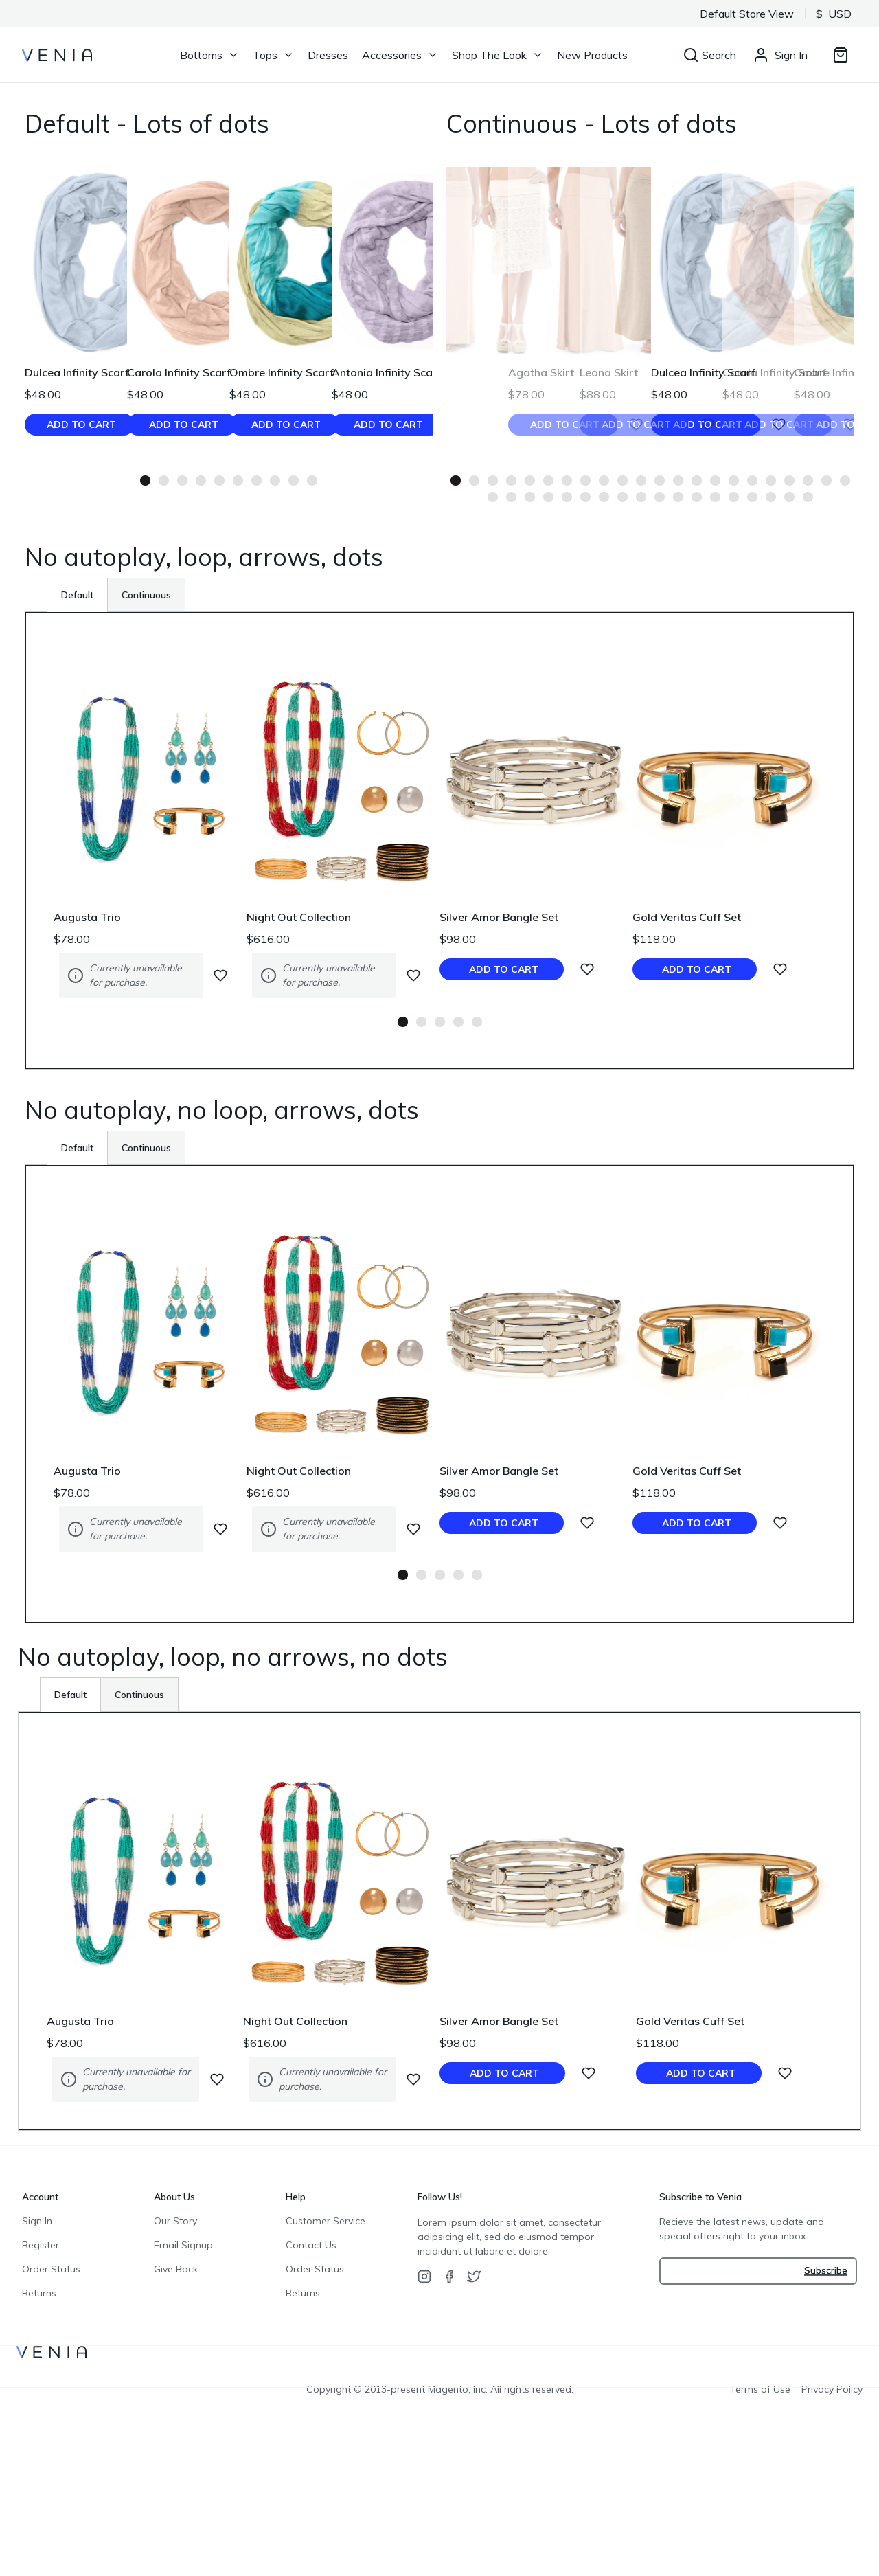 Default Store View
$ USD
VENIA
Bottoms
Tops
Dresses
Accessories
Shop The Look
New Products
Search
Sign In
Default - Lots of dots
Dulcea Infinity Scarf
Carola Infinity Scarf
Ombre Infinity Scarf
Antonia Infinity Sca
$48.00
$48.00
$48.00
$48.00
ADD TO CART
ADD TO CART
ADD TO CART
ADD TO CART
Continuous - Lots of dots
Agatha Skirt
Leona Skirt
Dulcea Infinity Scarf
Infinity
Infin
$78.00
$88.00
$48.00
$48.00
$48.00
ADD TO CART
ADD TO CART
ADD TO CART
No autoplay, loop, arrows, dots
Default
Continuous
Augusta Trio
$78.00
Currently unavailable
for purchase.
Night Out Collection
$616.00
Currently unavailable
for purchase.
Silver Amor Bangle Set
$98.00
ADD TO CART
Gold Veritas Cuff Set
$118.00
ADD TO CART
No autoplay, no loop, arrows, dots
Default
Continuous
Augusta Trio
$78.00
Currently unavailable
for purchase.
Night Out Collection
$616.00
Currently unavailable
for purchase.
Silver Amor Bangle Set
$98.00
ADD TO CART
Gold Veritas Cuff Set
$118.00
ADD TO CART
No autoplay, loop, no arrows, no dots
Default
Continuous
Augusta Trio
$78.00
Currently unavailable for
purchase.
Night Out Collection
$616.00
Currently unavailable for
purchase.
Silver Amor Bangle Set
$98.00
ADD TO CART
Gold Veritas Cuff Set
$118.00
ADD TO CART
Account
Sign In
Register
Order Status
Returns
About Us
Our Story
Email Signup
Give Back
Help
Customer Service
Contact Us
Order Status
Returns
Follow Us!
Lorem ipsum dolor sit amet, consectetur
adipsicing elit, sed do eiusmod tempor
incididunt ut labore et dolore.
Subscribe to Venia
Recieve the latest news, update and
special offers right to your inbox.
Subscribe
VENIA
Copyright © 2013-present Magento, Inc. All rights reserved.
Terms of Use
Privacy Policy